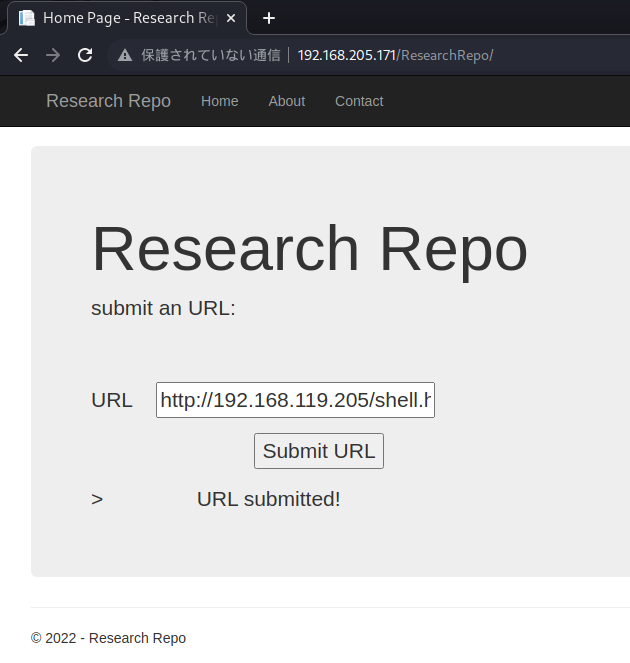 Home Page - Research Re
保護されていない通信 192.168.205.171/ResearchRepo/
Research Repo Home About Contact
Research Repo
submit an URL:
URL http://192.168.119.205/shell.h
Submit URL
> URL submitted!
© 2022 - Research Repo